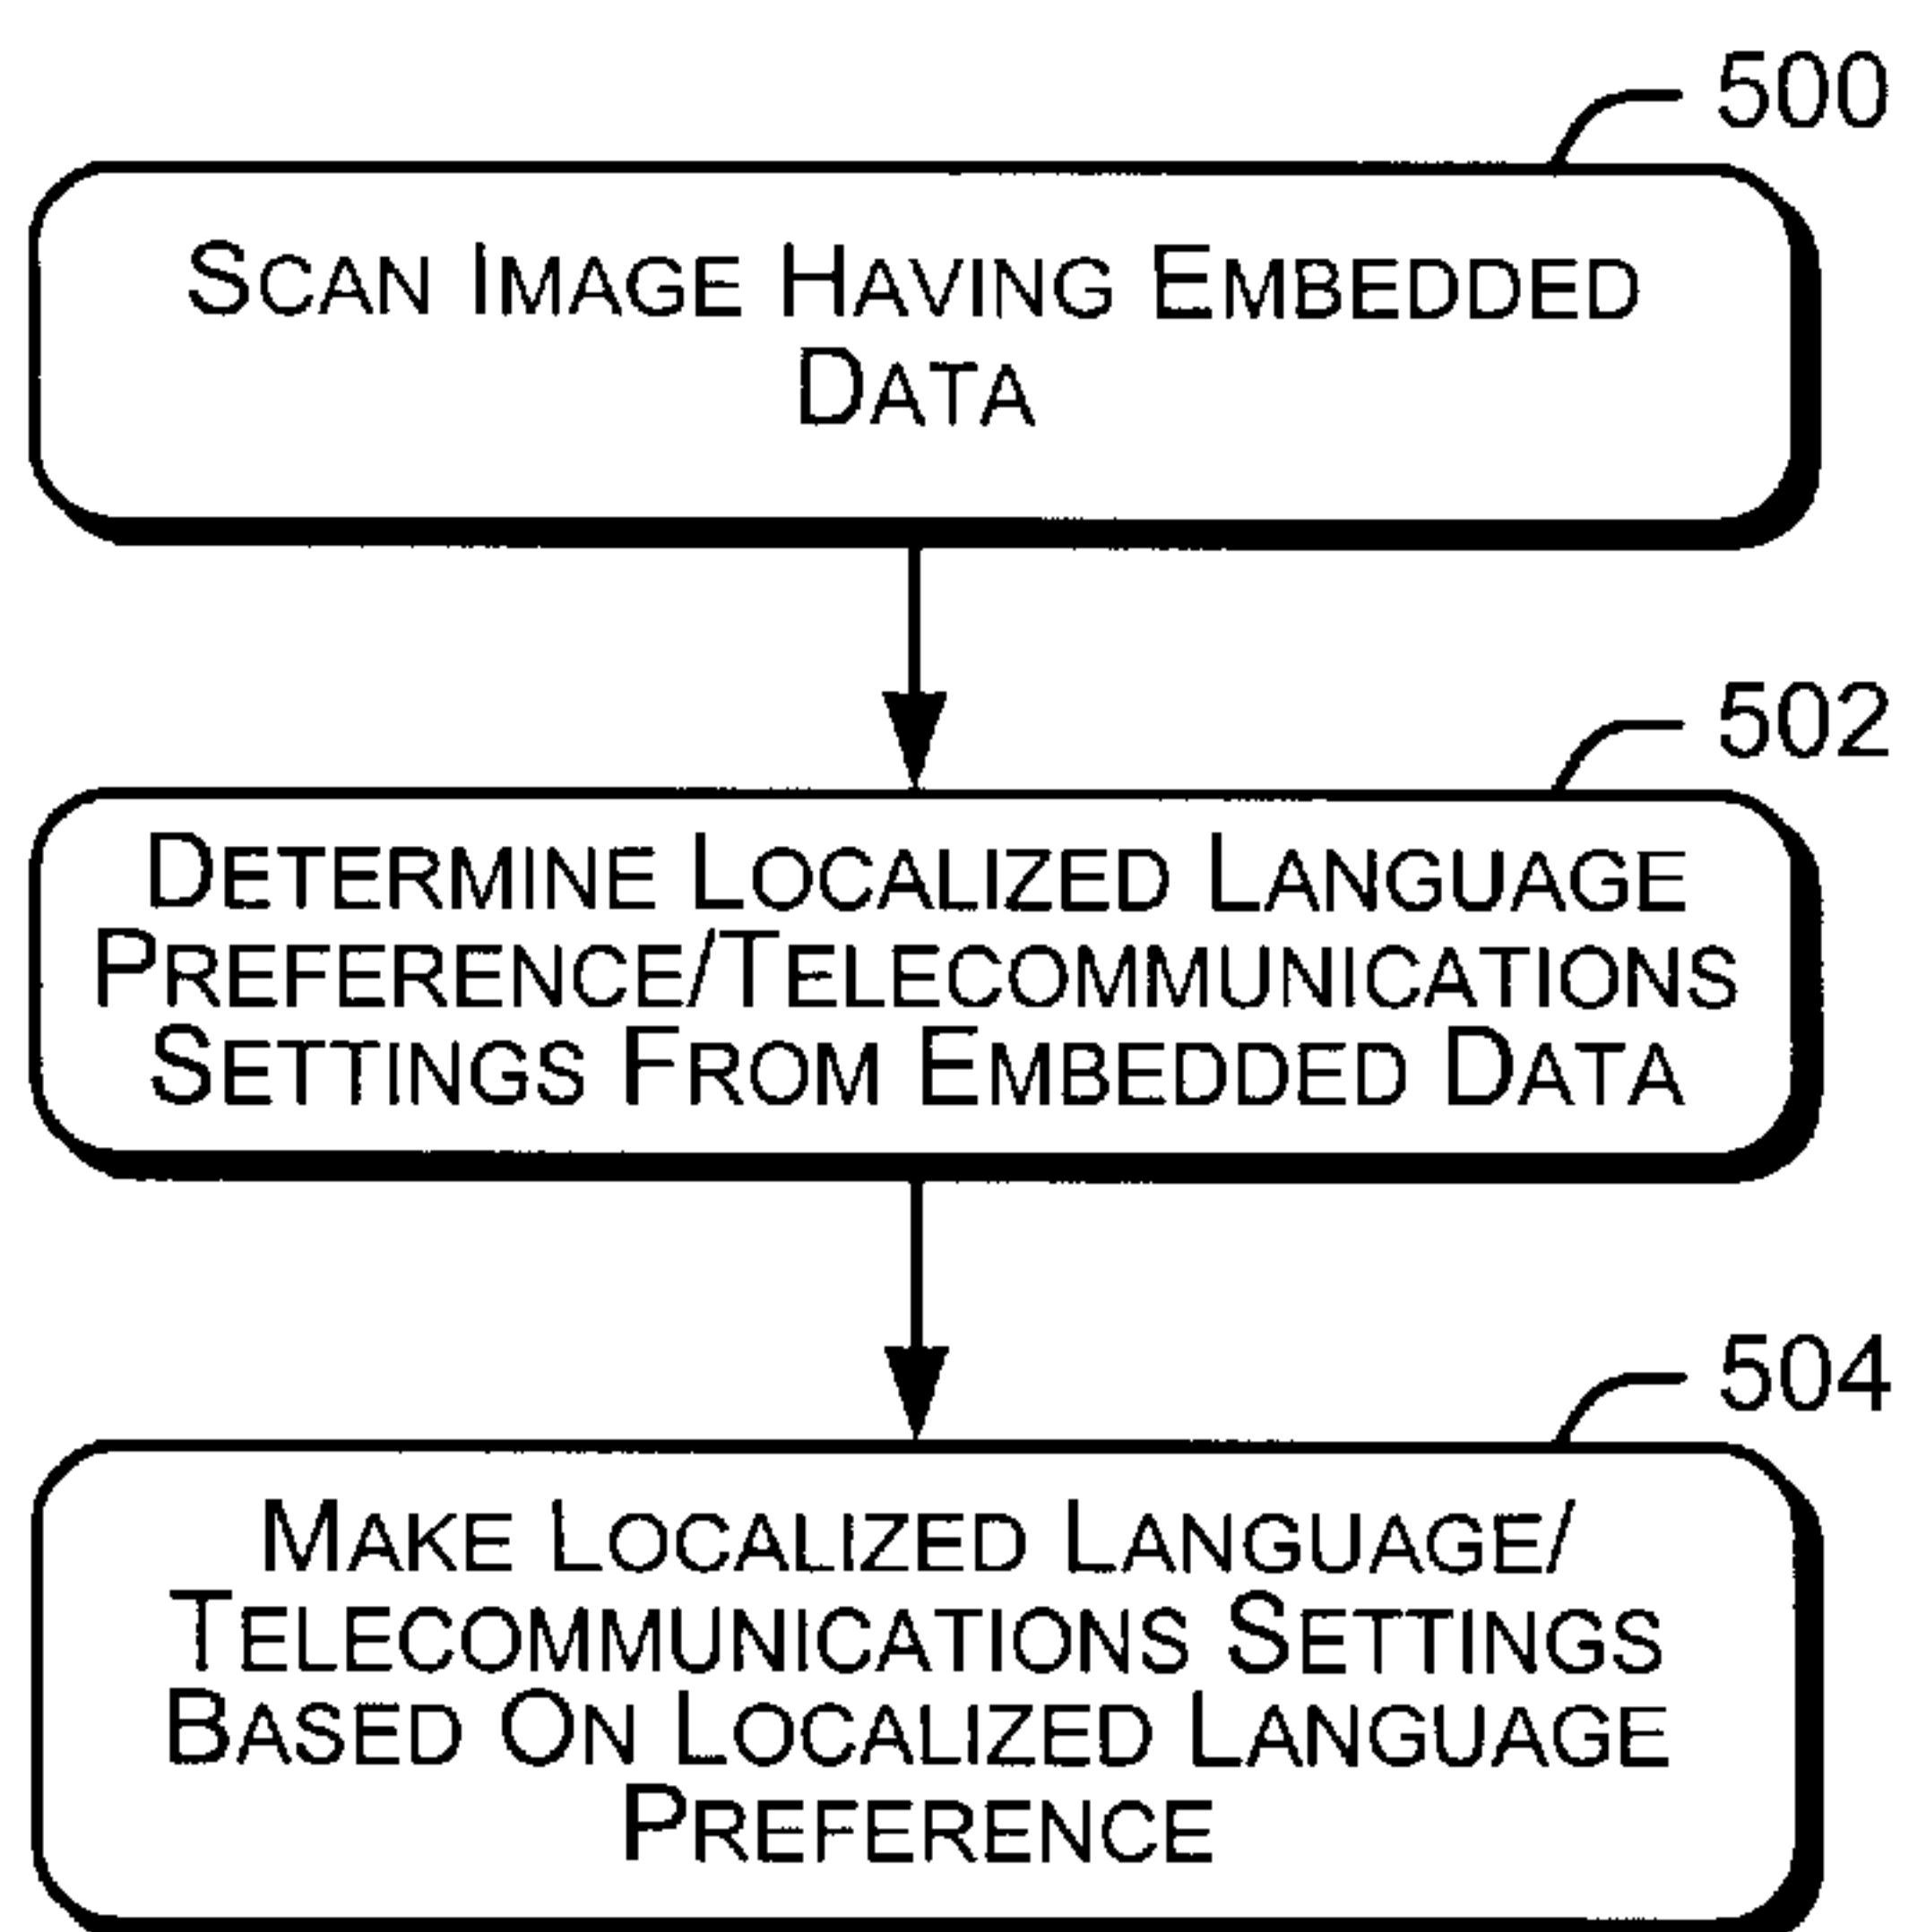 500
SCAN IMAGE HAVING EMBEDDED
DATA
502
DETERMINE LOCALIZED LANGUAGE
PREFERENCE/TELECOMMUNICATIONS
SETTINGS FROM EMBEDDED DATA
504
MAKE LOCALIZED LANGUAGE/
TELECOMMUNICATIONS SETTINGS
BASED ON LOCALIZED LANGUAGE
PREFERENCE